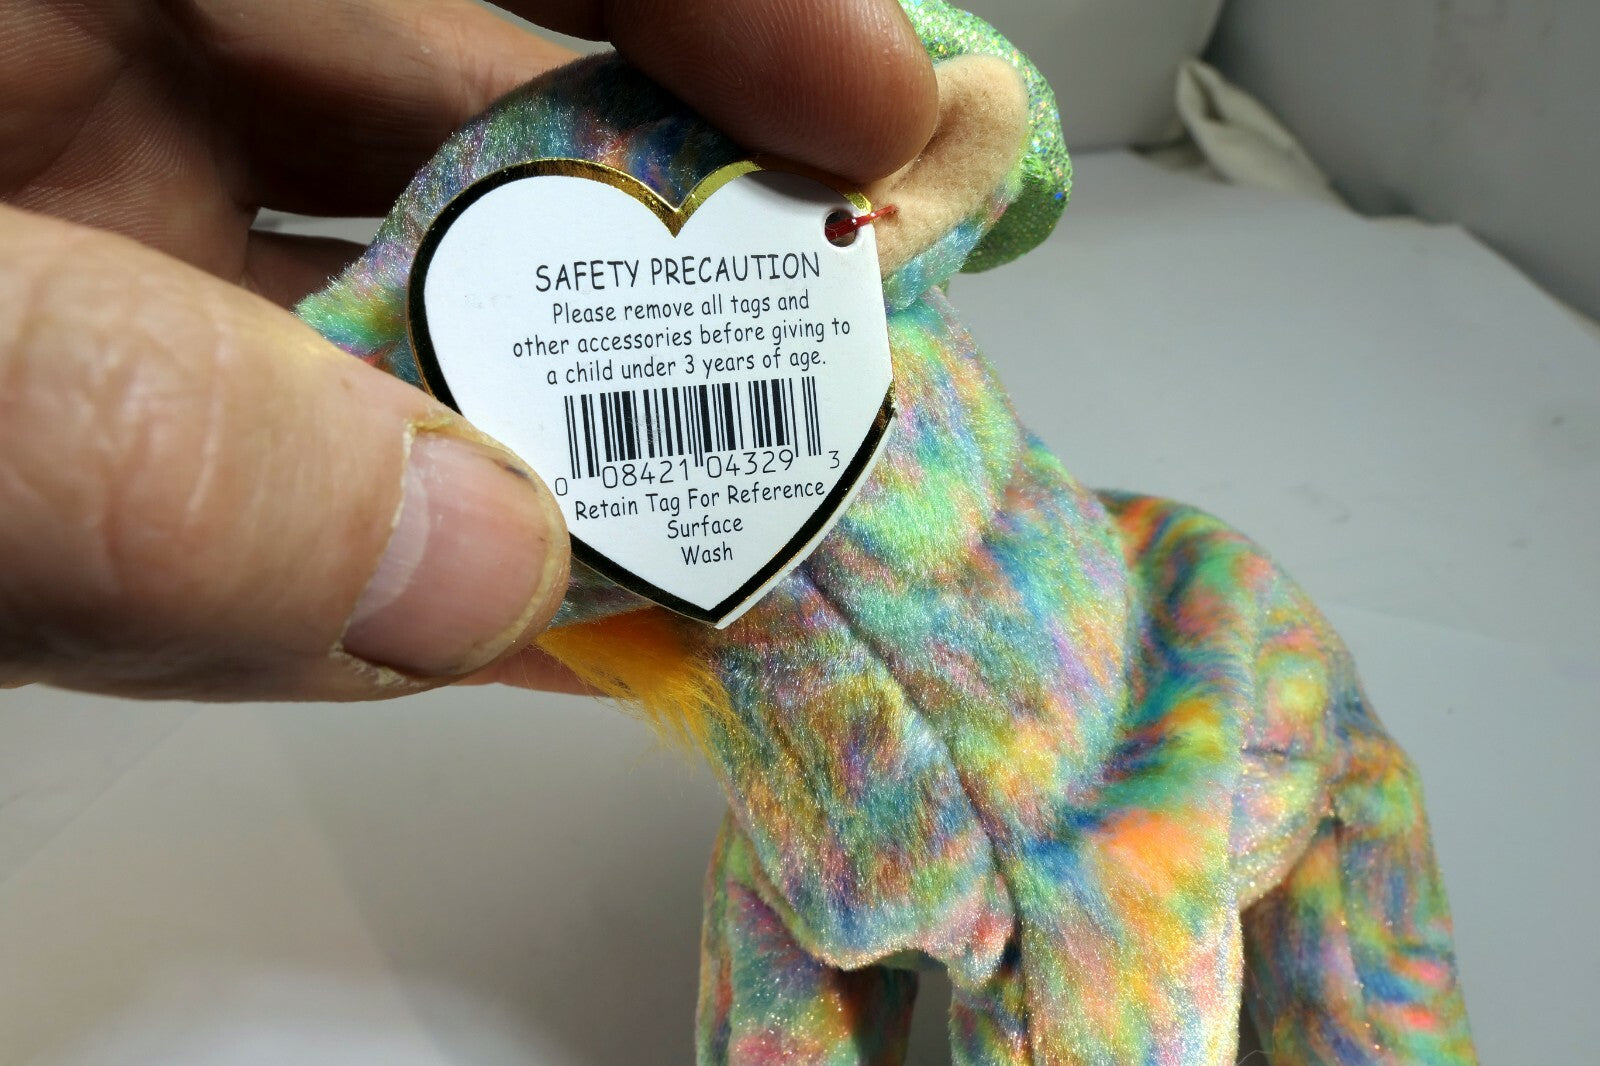 SAFETY PRECAUTION
Please remove all tags and
other accessories before giving to
a child under 3 years of age.
0 08421 04329 3
Retain Tag For Reference
Surface
Wash